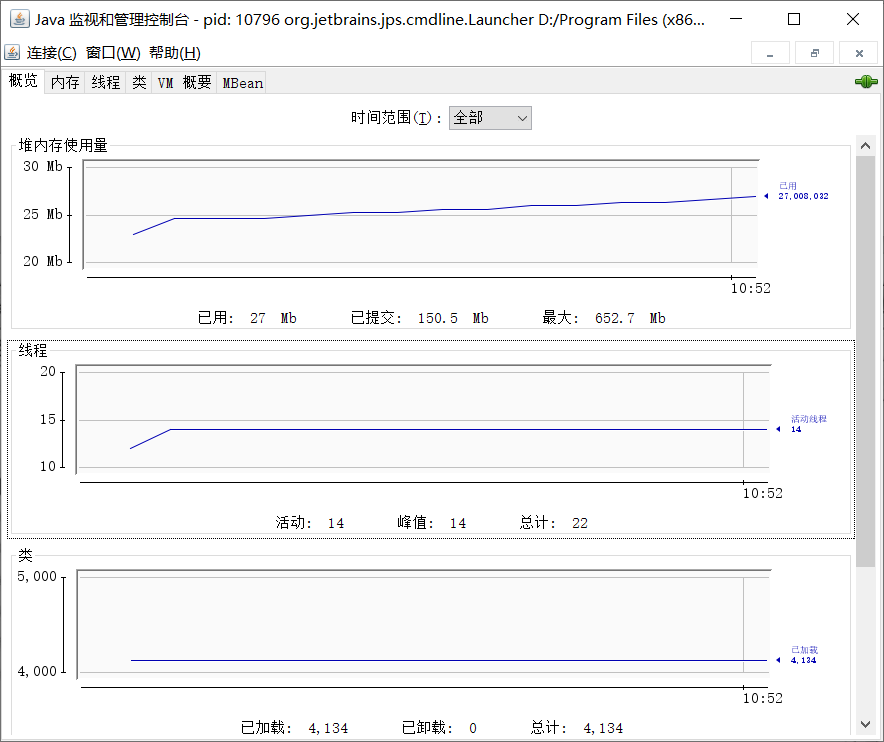 Java 监视和管理控制台 - pid: 10796 org.jetbrains.jps.cmdline.Launcher D:/Program Files (x86...
连接(C) 窗口(W) 帮助(H)
概览 内存 线程 类 VM 概要 MBean
时间范围(T)： 全部
堆内存使用量
30 Mb
25 Mb
20 Mb
已用
27,008,032
10:52
已用: 27 Mb 已提交: 150.5 Mb 最大: 652.7 Mb
线程
20
15
10
活动线程
14
10:52
活动: 14 峰值: 14 总计: 22
类
5,000
4,000
已加载
4,134
10:52
已加载: 4,134 已卸载: 0 总计: 4,134